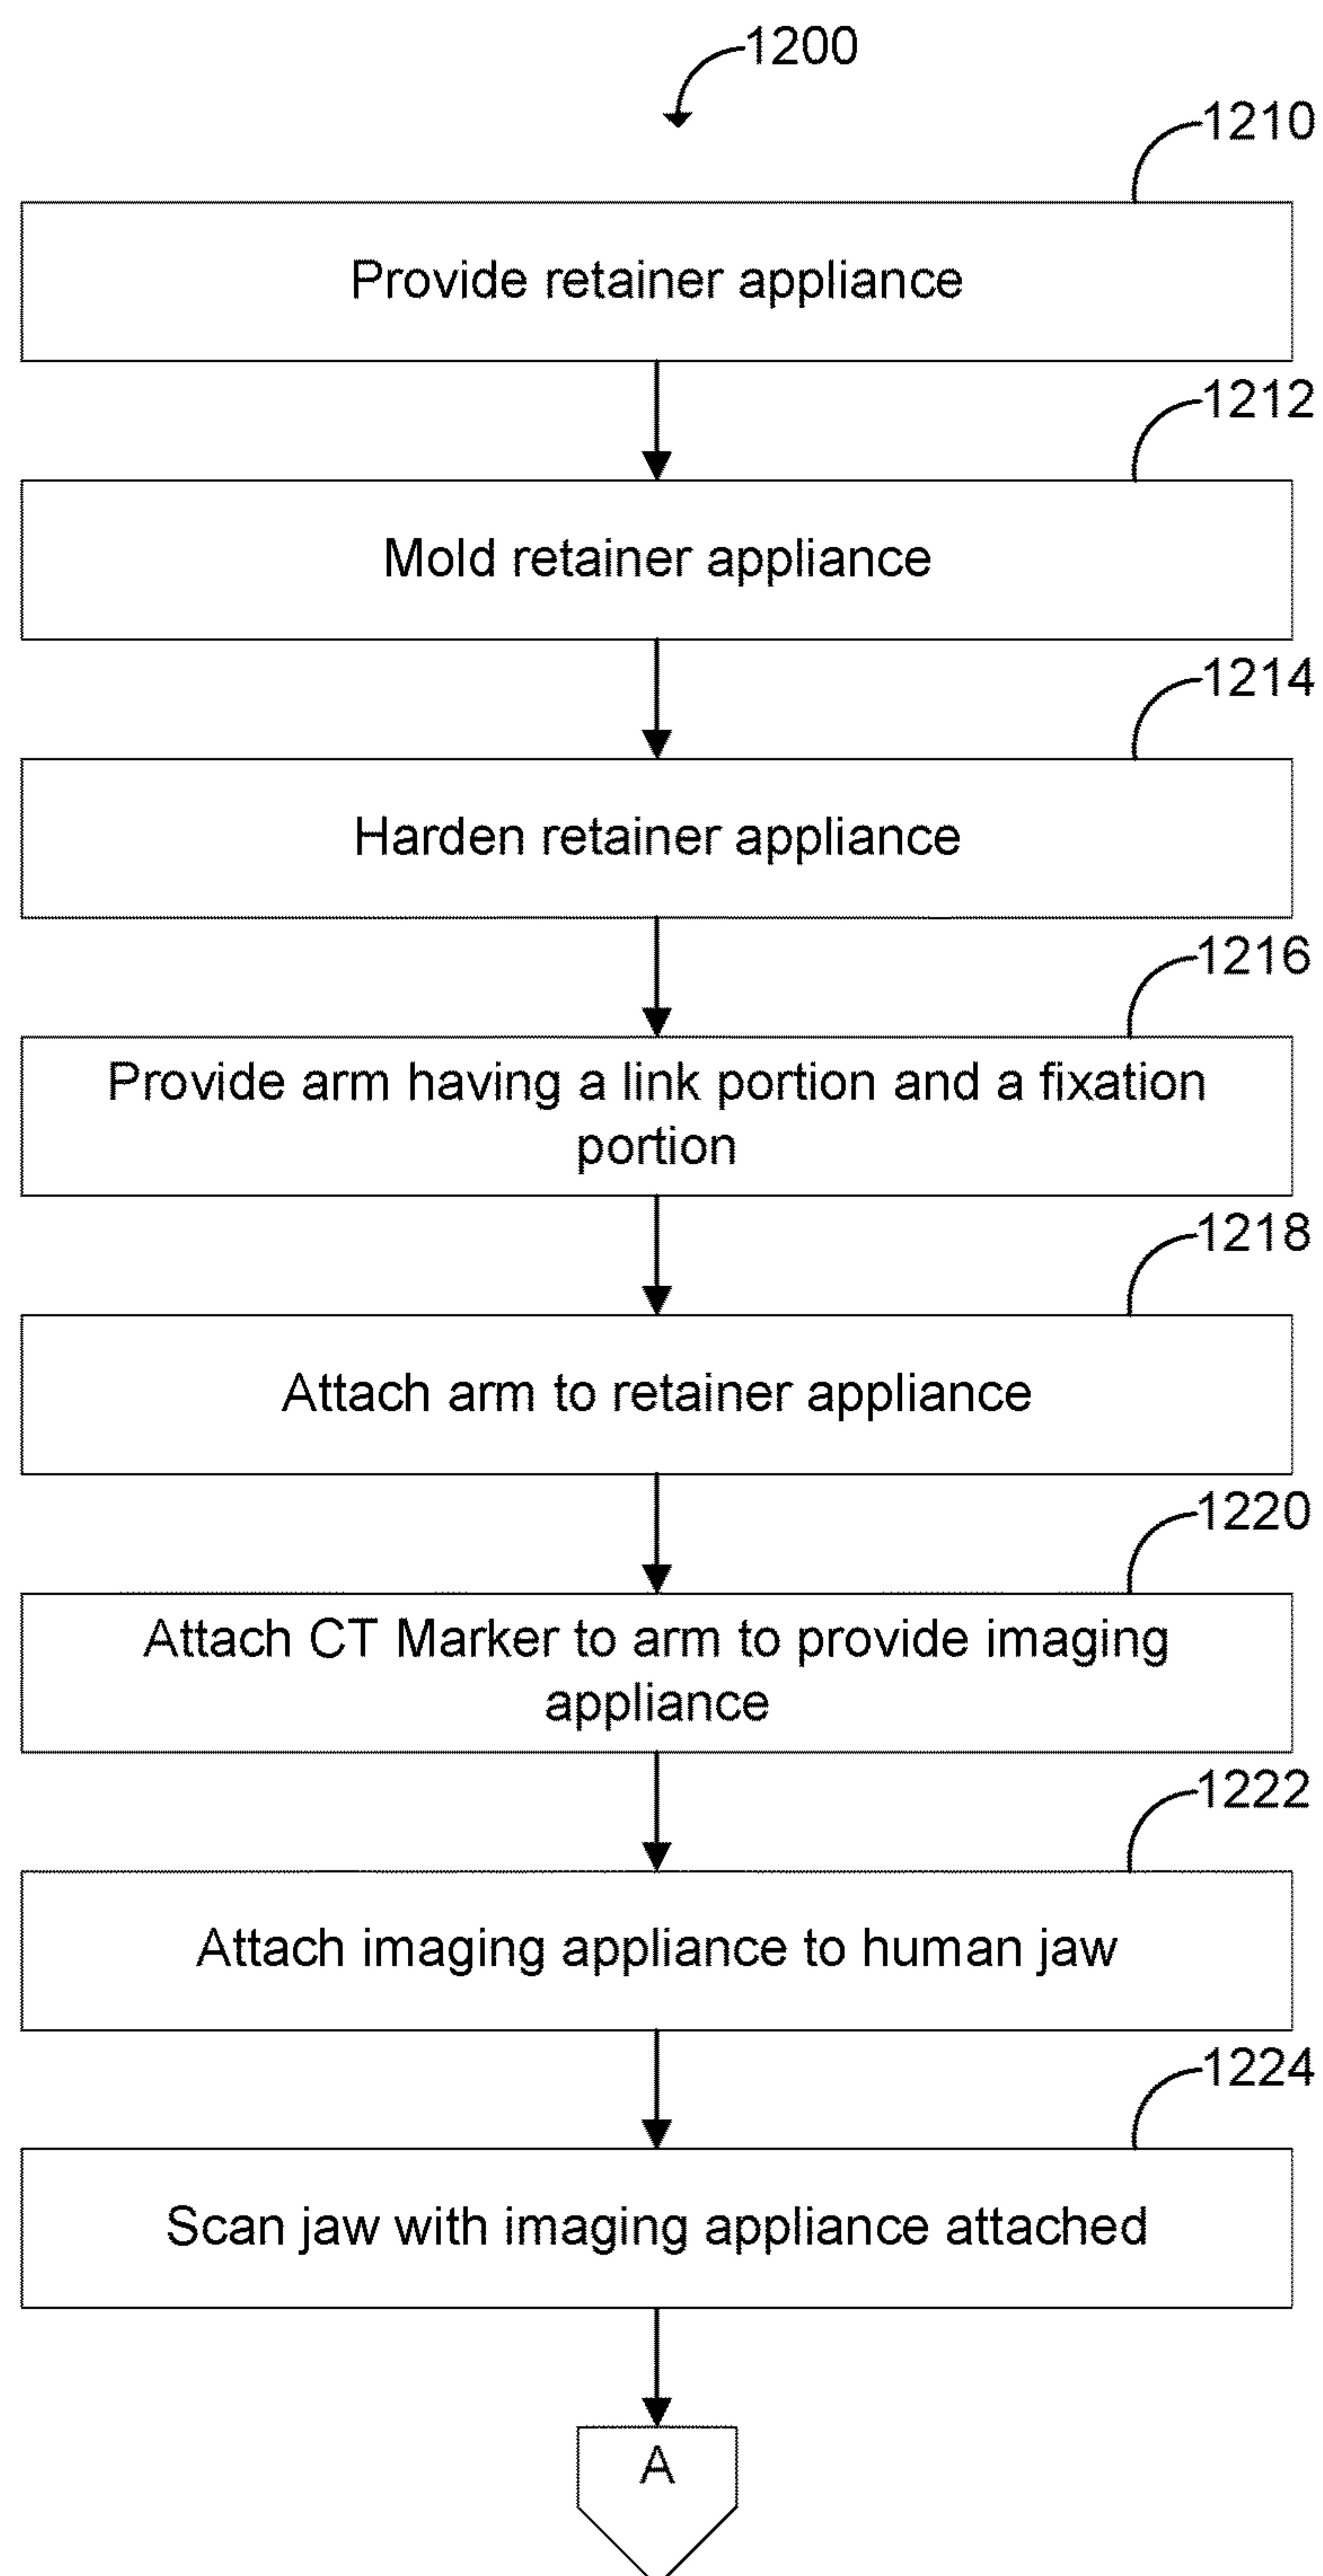 1200
1210
Provide retainer appliance
1212
Mold retainer appliance
1214
Harden retainer appliance
1216
Provide arm having a link portion and a fixation
portion
1218
Attach arm to retainer appliance
1220
Attach CT Marker to arm to provide imaging
appliance
1222
Attach imaging appliance to human jaw
1224
Scan jaw with imaging appliance attached
A